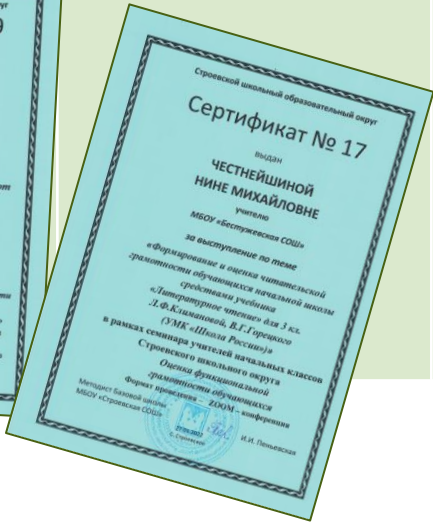 Строевской школьный образовательный округ
Сертификат № 17
выдан
ЧЕСТНЕЙШИНОЙ
НИНЕ МИХАЙЛОВНЕ
учителю
МБОУ «Бестужевская СОШ»
за выступление по теме
«Формирование и оценка читательской
грамотности обучающихся начальной школы
средствами учебника
«Литературное чтение» для 3 кл.
Л.Ф.Климановой, В.Г.Горецкого
(УМК «Школа России»)»
в рамках семинара учителей начальных классов
Строевского школьного округа
Оценка функциональной
грамотности обучающихся
Формат проведения – ZOOM – конференция
Методист Базовой школы
МБОУ «Строевская СОШ»
И.И. Пеньевская
с. Строевское